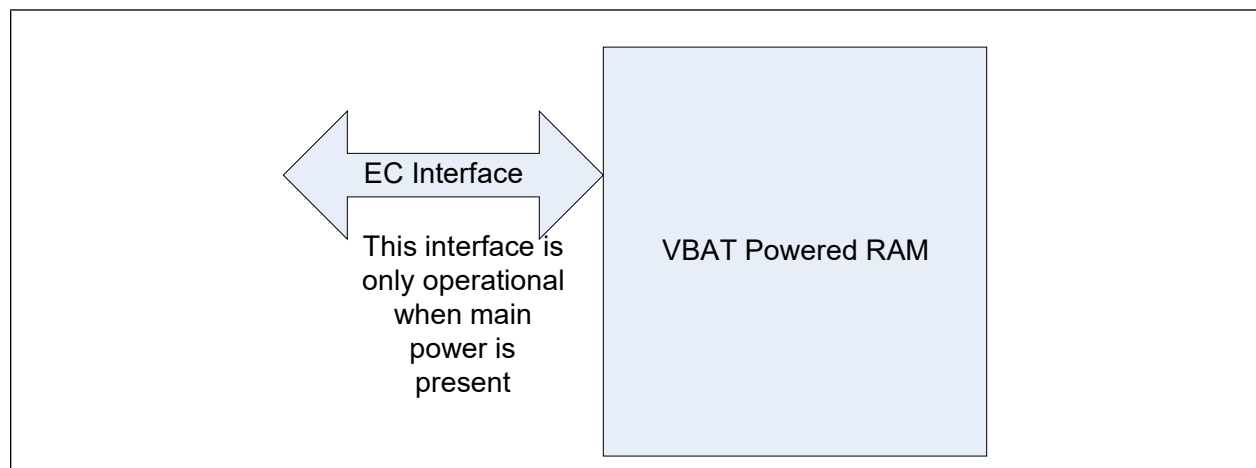 EC Interface
This interface is
only operational
when main
power is
present
VBAT Powered RAM